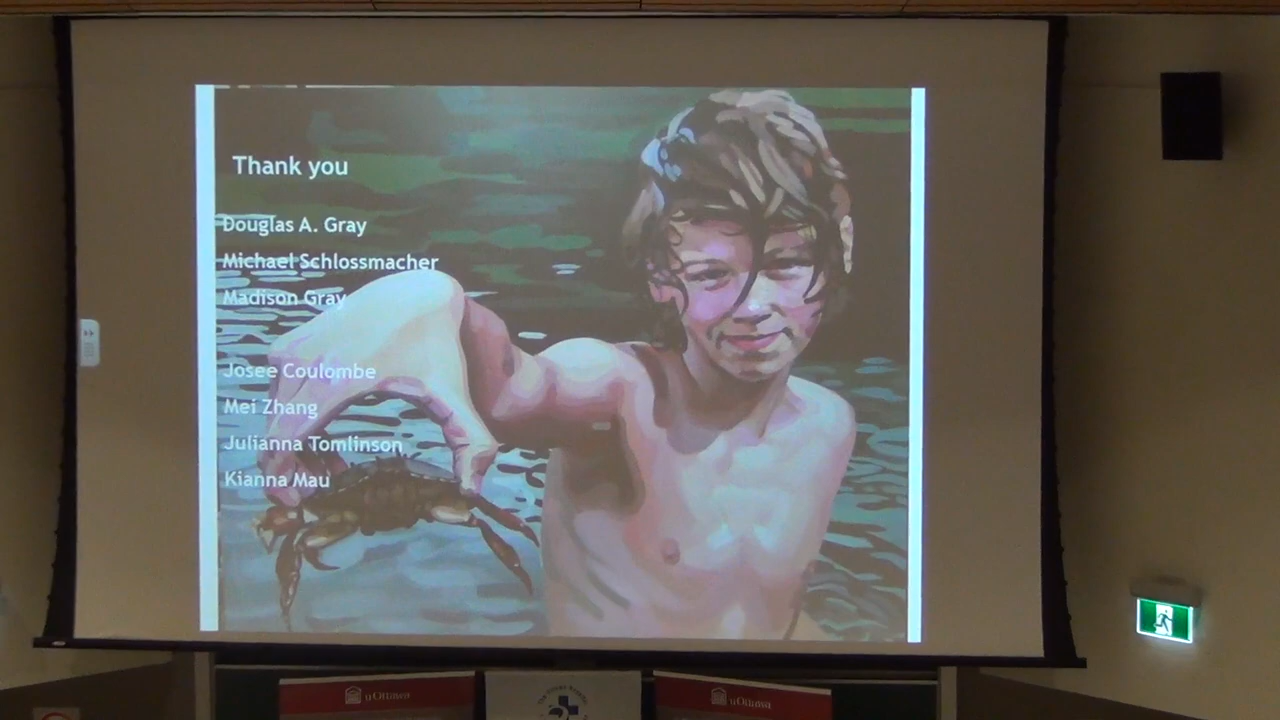 Thank you
Douglas A. Gray
Michael Schlossmacher
Madison Gray
Josee Coulombe
Mei Zhang
Julianna Tomlinson
Kianna Mau
uOttawa
uOttawa